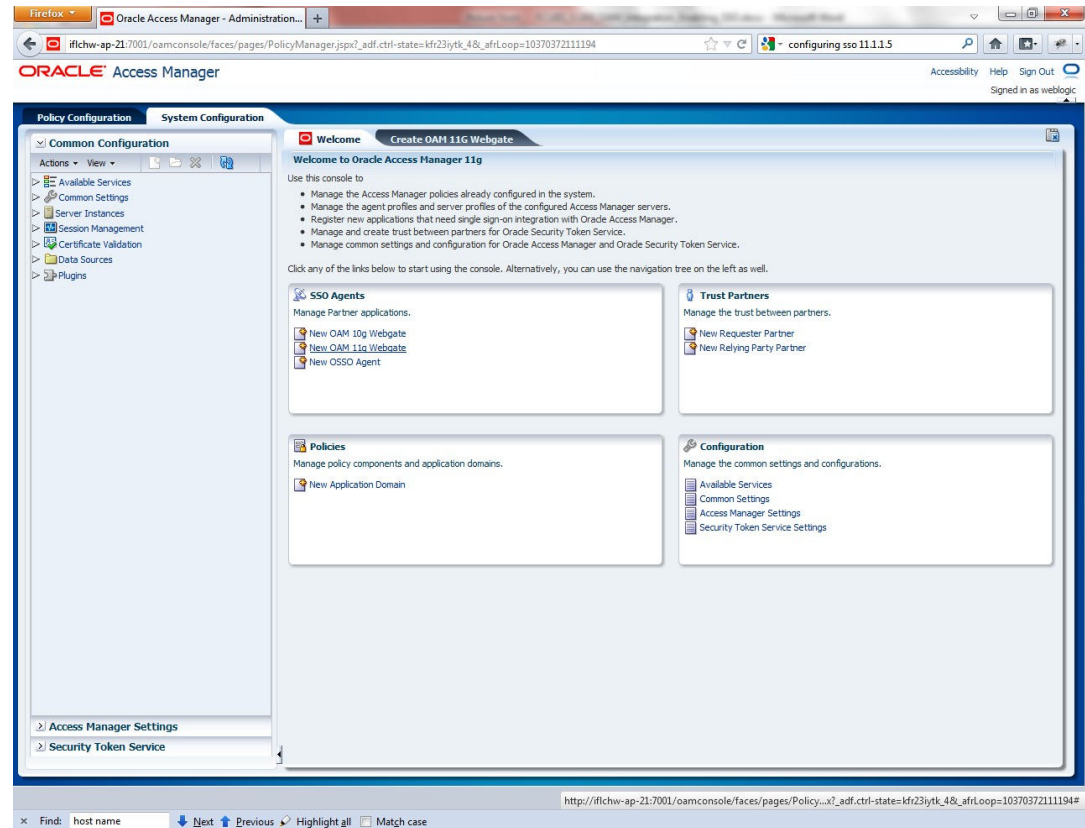 Firefox
Oracle Access Manager - Administration...
iflchw-ap-21:7001/oamconsole/faces/pages/PolicyManager.jspx?_adf.ctrl-state=kfr23iytk_4&_afrLoop=10370372111194
configuring sso 11.1.1.5
ORACLE Access Manager
Accessibility Help Sign Out
Signed in as weblogic
Policy Configuration System Configuration
Common Configuration
Actions View
Available Services
Common Settings
Server Instances
Session Management
Certificate Validation
Data Sources
Plugins
Access Manager Settings
Security Token Service
Welcome Create OAM 11G Webgate
Welcome to Oracle Access Manager 11g
Use this console to
• Manage the Access Manager policies already configured in the system.
• Manage the agent profiles and server profiles of the configured Access Manager servers.
• Register new applications that need single sign-on integration with Oracle Access Manager.
• Manage and create trust between partners for Oracle Security Token Service.
• Manage common settings and configuration for Oracle Access Manager and Oracle Security Token Service.
Click any of the links below to start using the console. Alternatively, you can use the navigation tree on the left as well.
SSO Agents
Manage Partner applications.
New OAM 10g Webgate
New OAM 11g Webgate
New OSSO Agent
Trust Partners
Manage the trust between partners.
New Requester Partner
New Relying Party Partner
Policies
Manage policy components and application domains.
New Application Domain
Configuration
Manage the common settings and configurations.
Available Services
Common Settings
Access Manager Settings
Security Token Service Settings
http://iflchw-ap-21:7001/oamconsole/faces/pages/Policy...x?_adf.ctrl-state=kfr23iytk_4&_afrLoop=10370372111194#
× Find: host name Next Previous Highlight all Match case